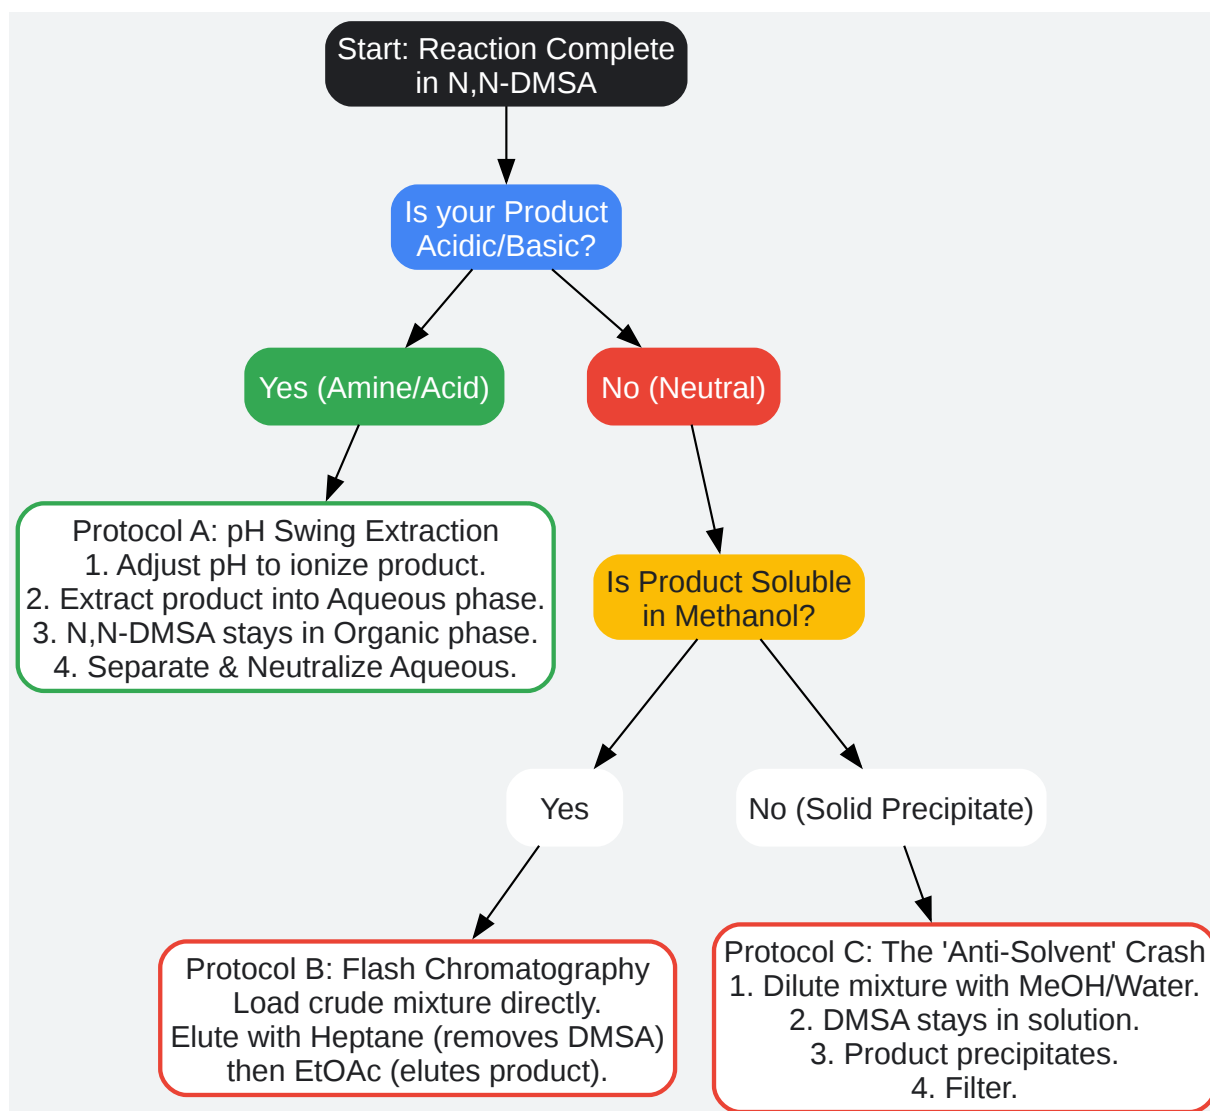 Start: Reaction Complete
in N,N-DMSA
Is your Product
Acidic/Basic?
Yes (Amine/Acid)
No (Neutral)
Protocol A: pH Swing Extraction
1. Adjust pH to ionize product.
2. Extract product into Aqueous phase.
3. N,N-DMSA stays in Organic phase.
4. Separate & Neutralize Aqueous.
Is Product Soluble
in Methanol?
Yes
No (Solid Precipitate)
Protocol B: Flash Chromatography
Load crude mixture directly.
Elute with Heptane (removes DMSA)
then EtOAc (elutes product).
Protocol C: The 'Anti-Solvent' Crash
1. Dilute mixture with MeOH/Water.
2. DMSA stays in solution.
3. Product precipitates.
4. Filter.